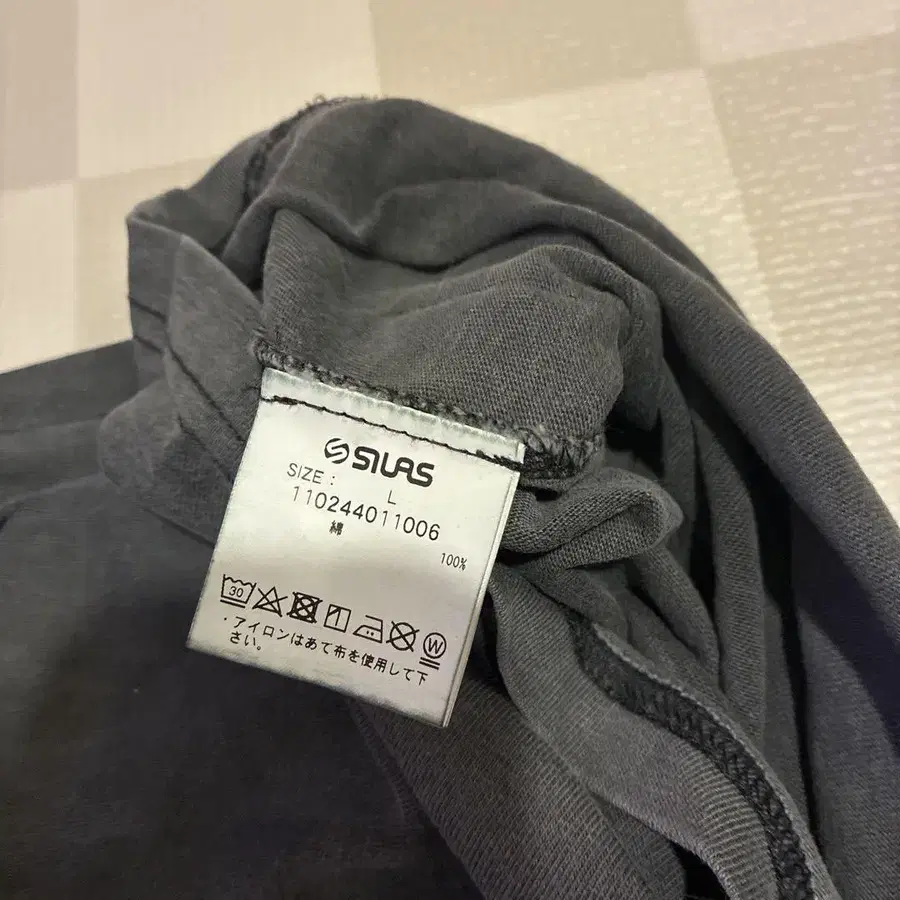 SILAS
SIZE: L
110244011006
綿
100%
30 W
・アイロンはあて布を使用して下
さい。